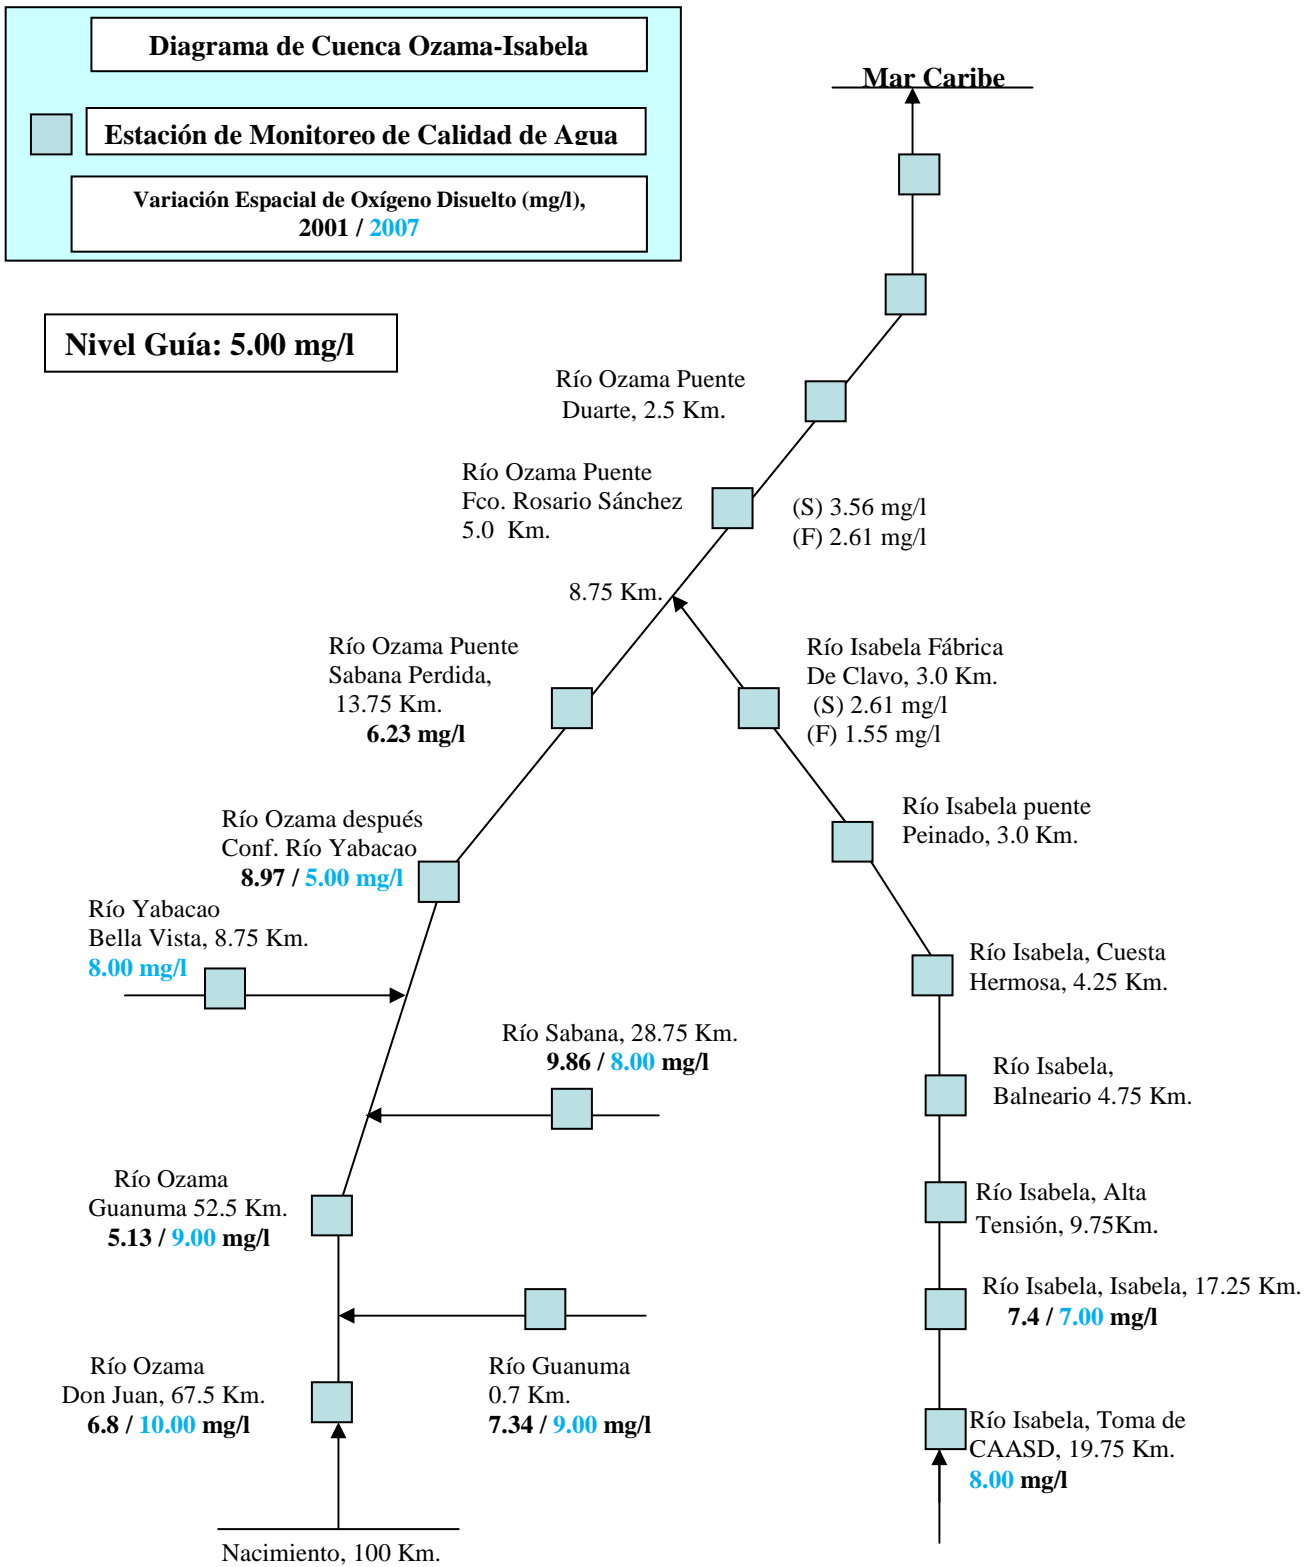 Diagrama de Cuenca Ozama-Isabela
Estación de Monitoreo de Calidad de Agua
Variación Espacial de Oxígeno Disuelto (mg/l),
2001 / 2007
Nivel Guía: 5.00 mg/l
Mar Caribe
Río Ozama Puente
Duarte, 2.5 Km.
Río Ozama Puente
Fco. Rosario Sánchez
5.0 Km.
(S) 3.56 mg/l
(F) 2.61 mg/l
8.75 Km.
Río Ozama Puente
Sabana Perdida,
13.75 Km.
6.23 mg/l
Río Isabela Fábrica
De Clavo, 3.0 Km.
(S) 2.61 mg/l
(F) 1.55 mg/l
Río Ozama después
Conf. Río Yabacao
8.97 / 5.00 mg/l
Río Isabela puente
Peinado, 3.0 Km.
Río Yabacao
Bella Vista, 8.75 Km.
8.00 mg/l
Río Isabela, Cuesta
Hermosa, 4.25 Km.
Río Sabana, 28.75 Km.
9.86 / 8.00 mg/l
Río Isabela,
Balneario 4.75 Km.
Río Ozama
Guanuma 52.5 Km.
5.13 / 9.00 mg/l
Río Isabela, Alta
Tensión, 9.75Km.
Río Isabela, Isabela, 17.25 Km.
7.4 / 7.00 mg/l
Río Ozama
Don Juan, 67.5 Km.
6.8 / 10.00 mg/l
Río Guanuma
0.7 Km.
7.34 / 9.00 mg/l
Río Isabela, Toma de
CAASD, 19.75 Km.
8.00 mg/l
Nacimiento, 100 Km.